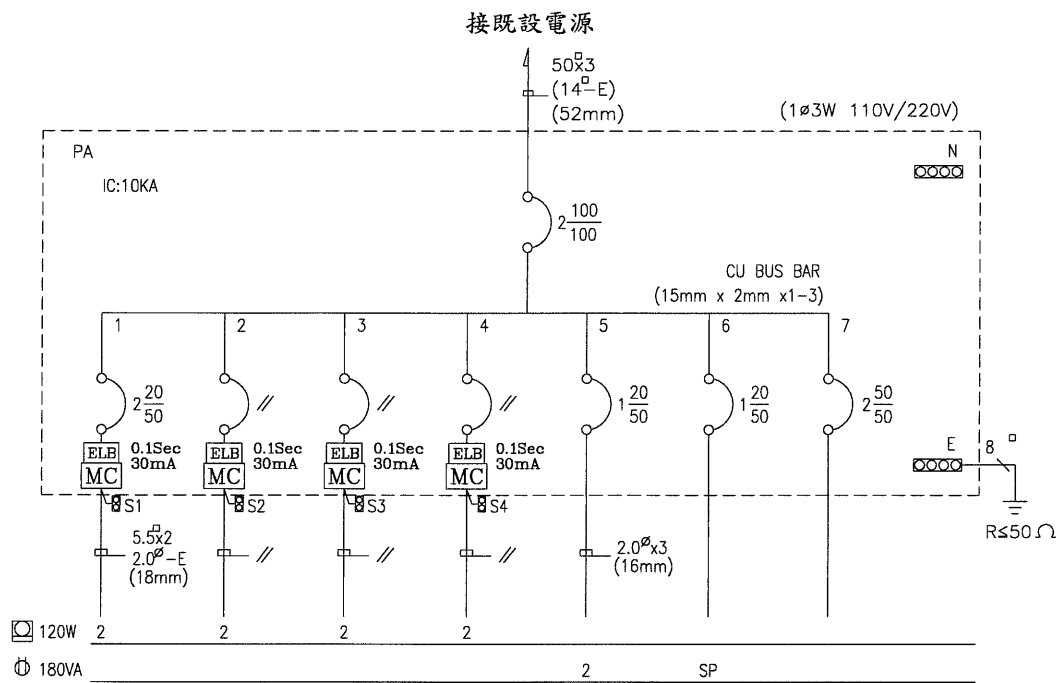 接既設電源
50□x3
(14□-E)
(52mm)
(1ø3W 110V/220V)
PA
N
IC:10KA
2 100/100
CU BUS BAR
(15mm x 2mm x1-3)
1 2 3 4 5 6 7
2 20/50 // // // 1 20/50 1 20/50 2 50/50
ELB 0.1Sec ELB 0.1Sec ELB 0.1Sec ELB 0.1Sec
MC 30mA MC 30mA MC 30mA MC 30mA
E 8□
S1 S2 S3 S4
R≤50Ω
5.5□x2
2.0ø-E // // //
(18mm)
2.0øx3
(16mm)
120W 2 2 2 2
180VA 2 SP